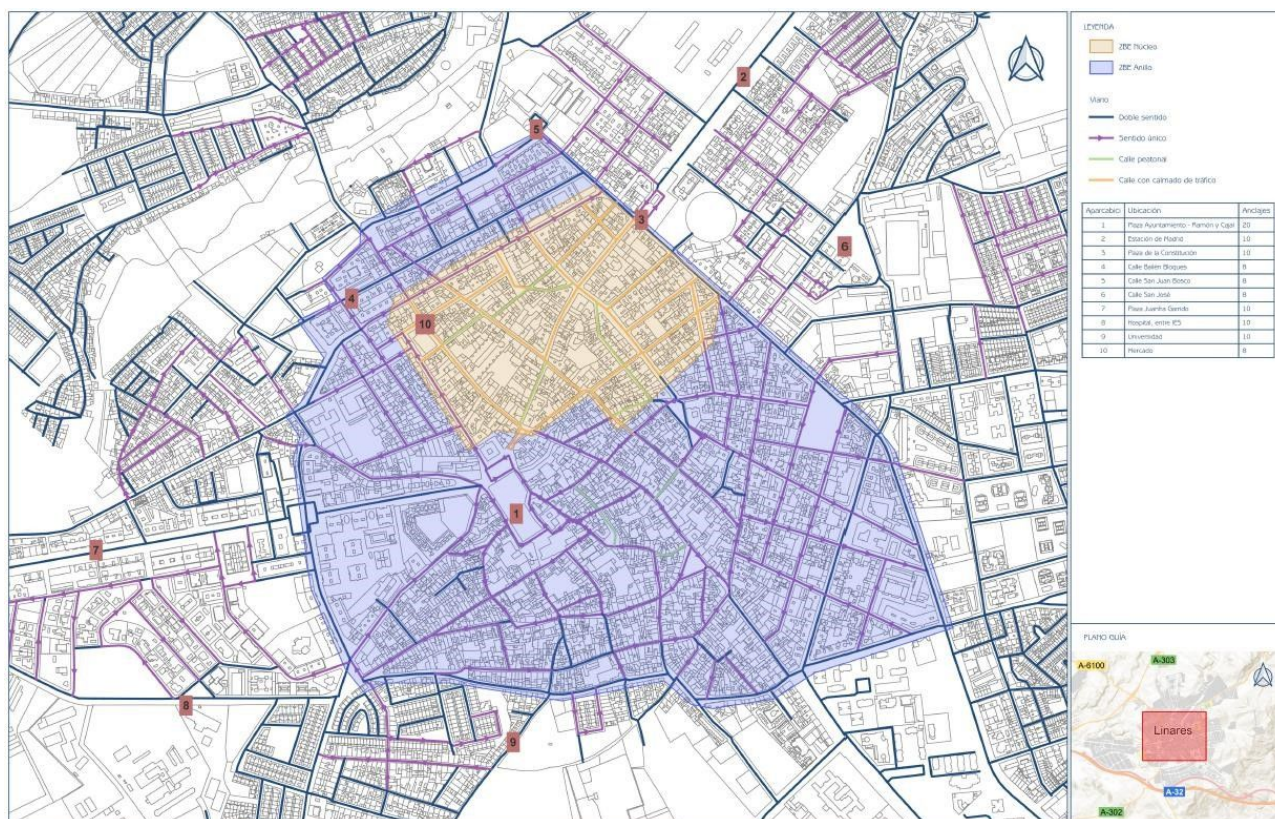 LEYENDA
ZBE Núcleo
ZBE Anillo
Viario
Doble sentido
Sentido único
Calle peatonal
Calle con calmado de tráfico
Aparcabici Ubicación Anclajes
1 Plaza Ayuntamiento - Ramón y Cajal 20
2 Estación de Madrid 10
3 Plaza de la Constitución 10
4 Calle Bailén Bloques 8
5 Calle San Juan Bosco 8
6 Calle San José 8
7 Plaza Juanfra Garrido 10
8 Hospital, entre IES 10
9 Universidad 10
10 Mercado 8
2
5
3
6
4
10
1
7
8
9
PLANO GUÍA
A-6100
A-303
Linares
A-32
A-302